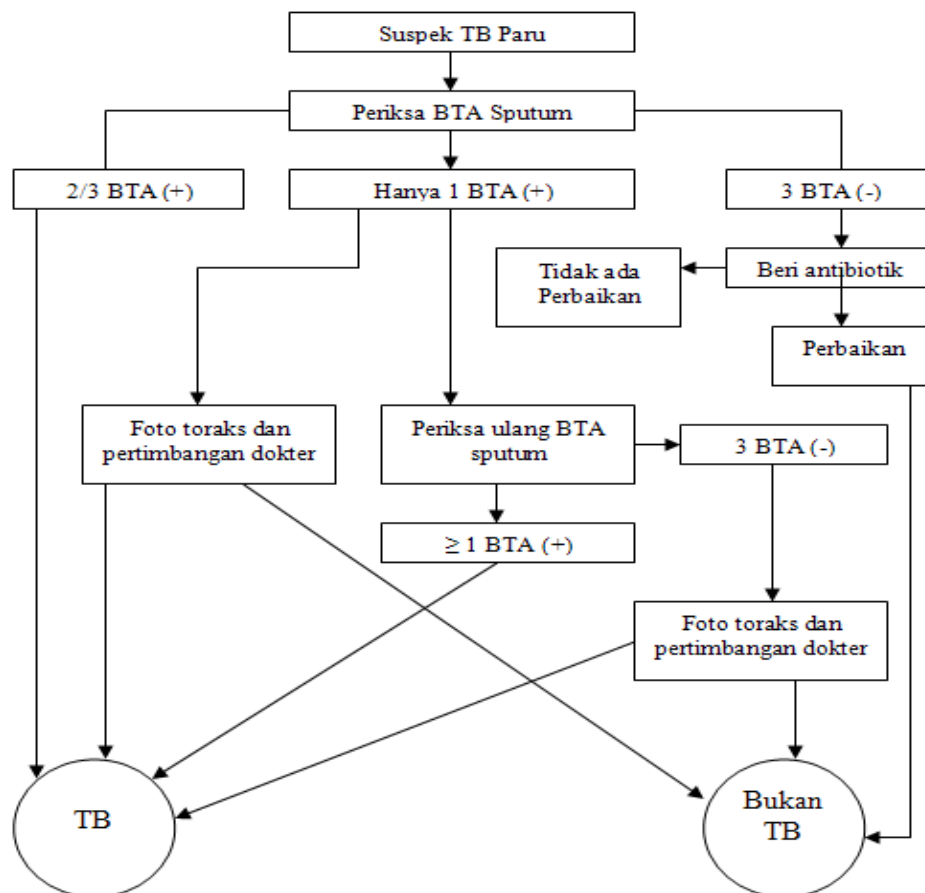 Suspek TB Paru
Periksa BTA Sputum
2/3 BTA (+)
Hanya 1 BTA (+)
3 BTA (-)
Tidak ada
Perbaikan
Beri antibiotik
Perbaikan
Foto toraks dan
pertimbangan dokter
Periksa ulang BTA
sputum
3 BTA (-)
≥ 1 BTA (+)
Foto toraks dan
pertimbangan dokter
TB
Bukan
TB